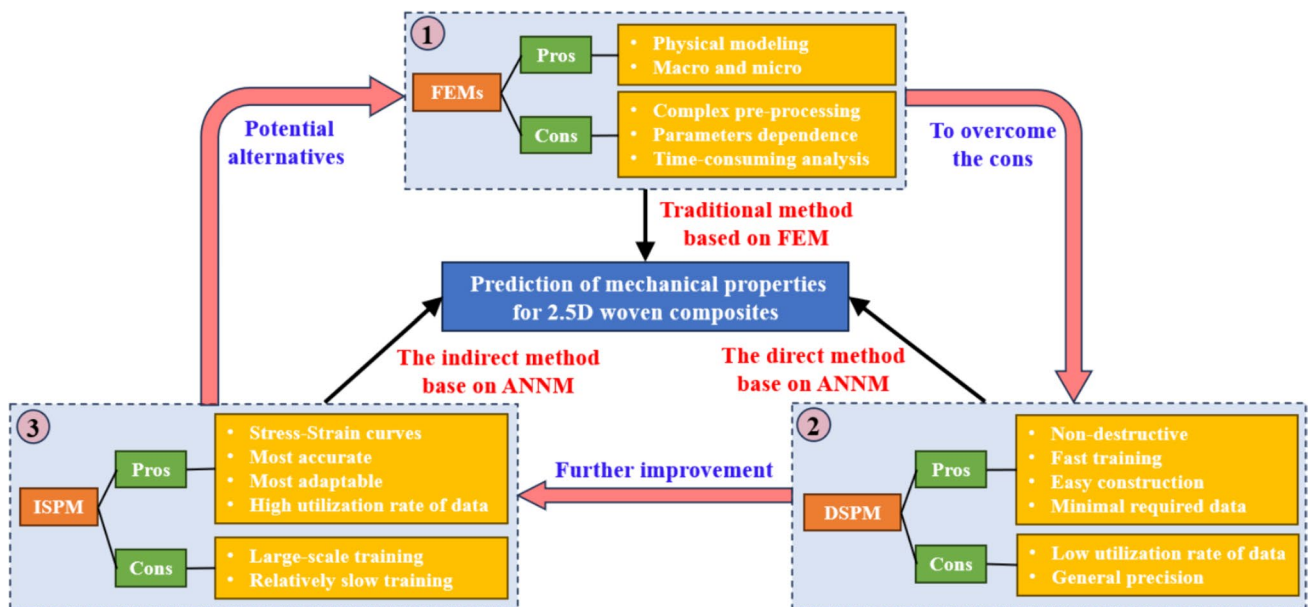 1
FEMs
Pros
• Physical modeling
• Macro and micro
Cons
• Complex pre-processing
• Parameters dependence
• Time-consuming analysis
Potential
alternatives
To overcome
the cons
Traditional method
based on FEM
Prediction of mechanical properties
for 2.5D woven composites
The indirect method
base on ANNM
The direct method
base on ANNM
3
ISPM
Pros
• Stress-Strain curves
• Most accurate
• Most adaptable
• High utilization rate of data
Cons
• Large-scale training
• Relatively slow training
Further improvement
2
DSPM
Pros
• Non-destructive
• Fast training
• Easy construction
• Minimal required data
Cons
• Low utilization rate of data
• General precision